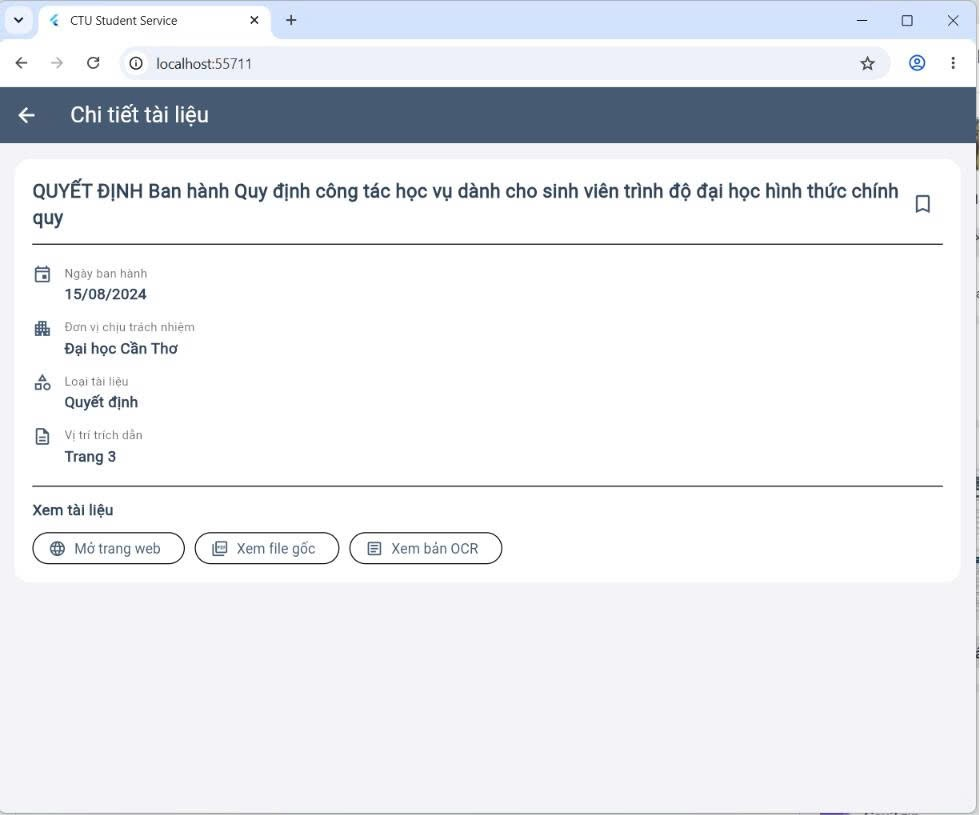 CTU Student Service
localhost:55711
Chi tiết tài liệu
QUYẾT ĐỊNH Ban hành Quy định công tác học vụ dành cho sinh viên trình độ đại học hình thức chính
quy
Ngày ban hành
15/08/2024
Đơn vị chịu trách nhiệm
Đại học Cần Thơ
Loại tài liệu
Quyết định
Vị trí trích dẫn
Trang 3
Xem tài liệu
Mở trang web
Xem file gốc
Xem bản OCR